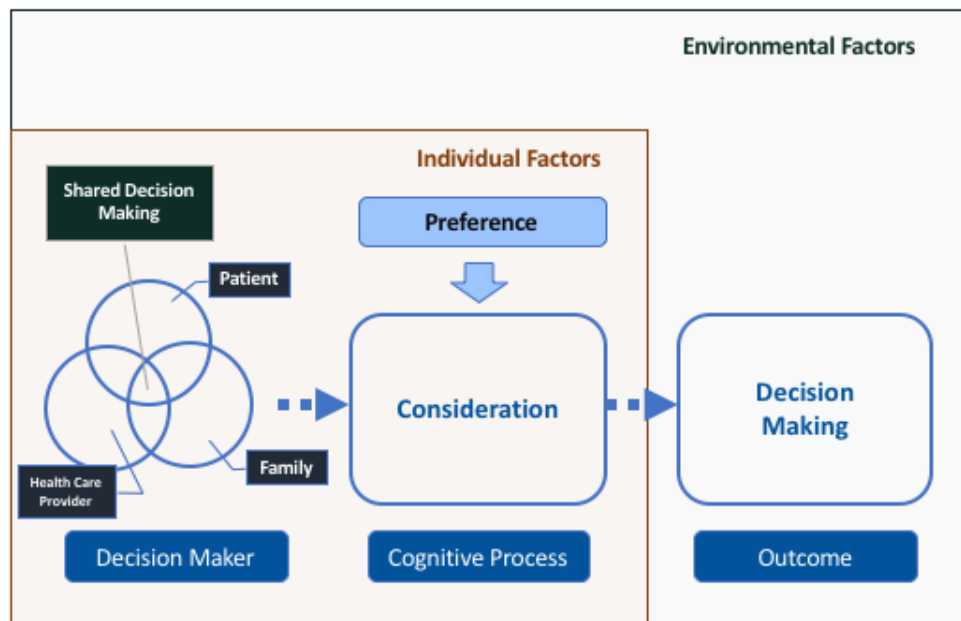 Environmental Factors
Individual Factors
Shared Decision
Making
Preference
Patient
Consideration
Decision
Making
Family
Health Care
Provider
Decision Maker
Cognitive Process
Outcome